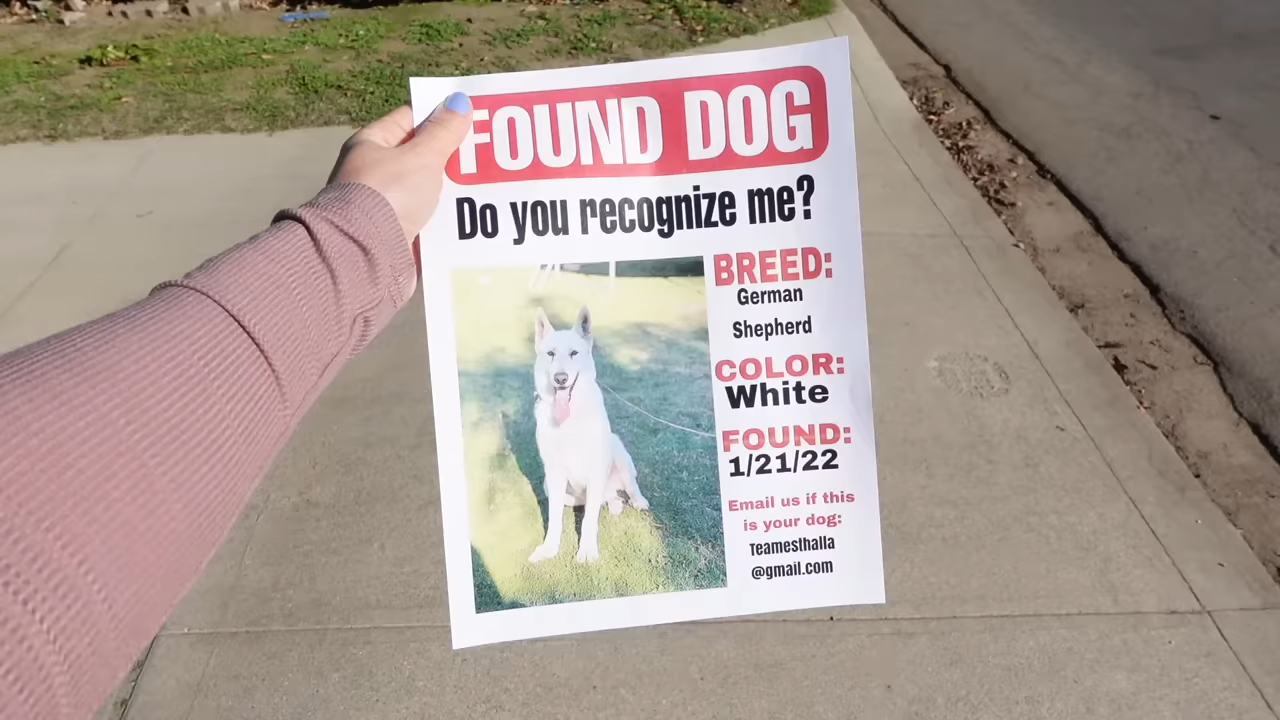 FOUND DOG
Do you recognize me?
BREED:
German
Shepherd
COLOR:
White
FOUND:
1/21/22
Email us if this
is your dog:
Teamesthalla
@gmail.com